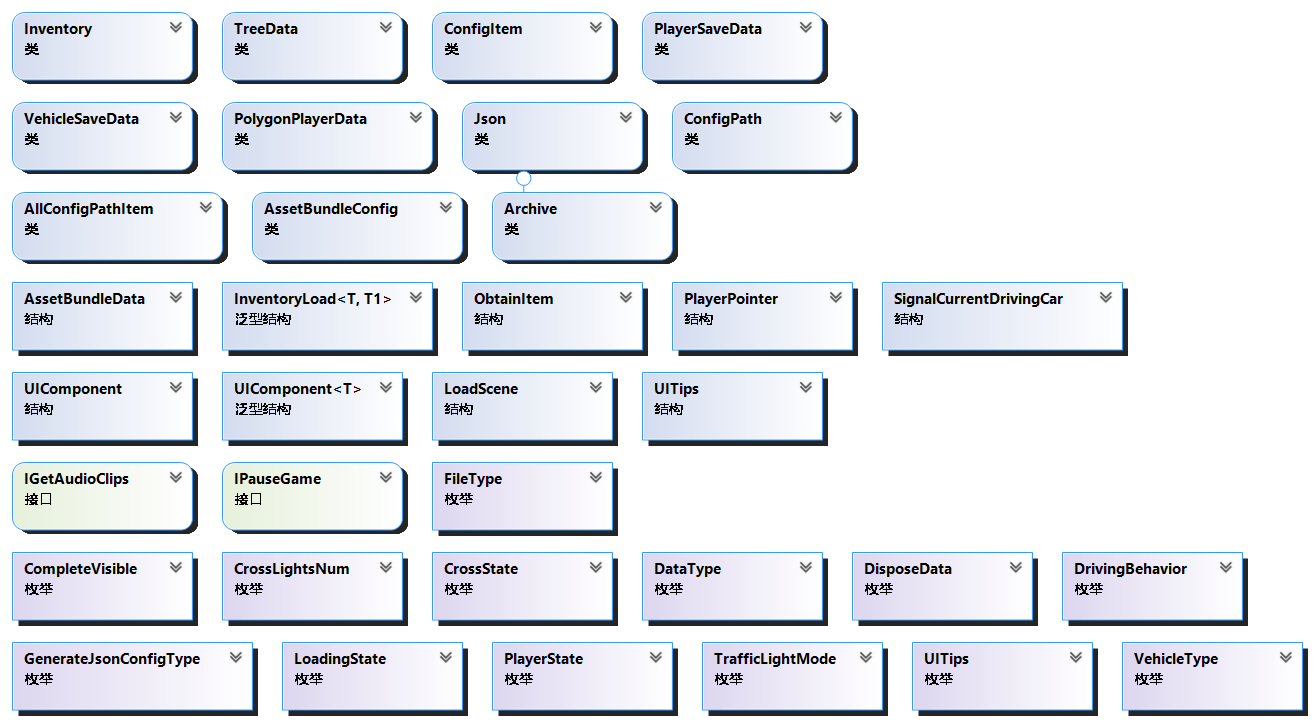 Inventory
类
TreeData
类
ConfigItem
类
PlayerSaveData
类
VehicleSaveData
类
PolygonPlayerData
类
Json
类
ConfigPath
类
AllConfigPathItem
类
AssetBundleConfig
类
Archive
类
AssetBundleData
结构
InventoryLoad<T, T1>
泛型结构
ObtainItem
结构
PlayerPointer
结构
SignalCurrentDrivingCar
结构
UIComponent
结构
UIComponent<T>
泛型结构
LoadScene
结构
UITips
结构
IGetAudioClips
接口
IPauseGame
接口
FileType
枚举
CompleteVisible
枚举
CrossLightsNum
枚举
CrossState
枚举
DataType
枚举
DisposeData
枚举
DrivingBehavior
枚举
GenerateJsonConfigType
枚举
LoadingState
枚举
PlayerState
枚举
TrafficLightMode
枚举
UITips
枚举
VehicleType
枚举